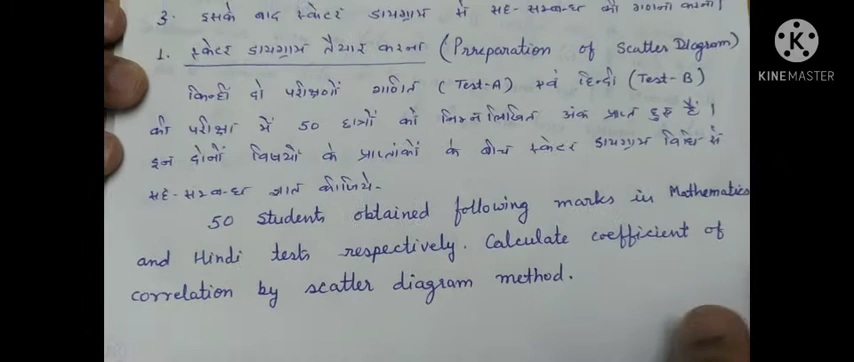 3. इसके बाद स्केटर डायग्राम से सह-सम्बन्ध की गणना करना।
1. स्केटर डायग्राम तैयार करना (Prreparation of Scatter Diagram)
किन्हीं दो परीक्षणों गणित (Test-A) एवं हिन्दी (Test-B)
की परीक्षा में 50 छात्रों को निम्नलिखित अंक प्राप्त हुए हैं।
इन दोनों विषयों के प्राप्तांकों के बीच स्केटर डायग्राम विधि से
सह-सम्बन्ध ज्ञात कीजिये-
50 students obtained following marks in Mathematics
and Hindi tests respectively. Calculate coefficient of
correlation by scatter diagram method.
K
KINEMASTER